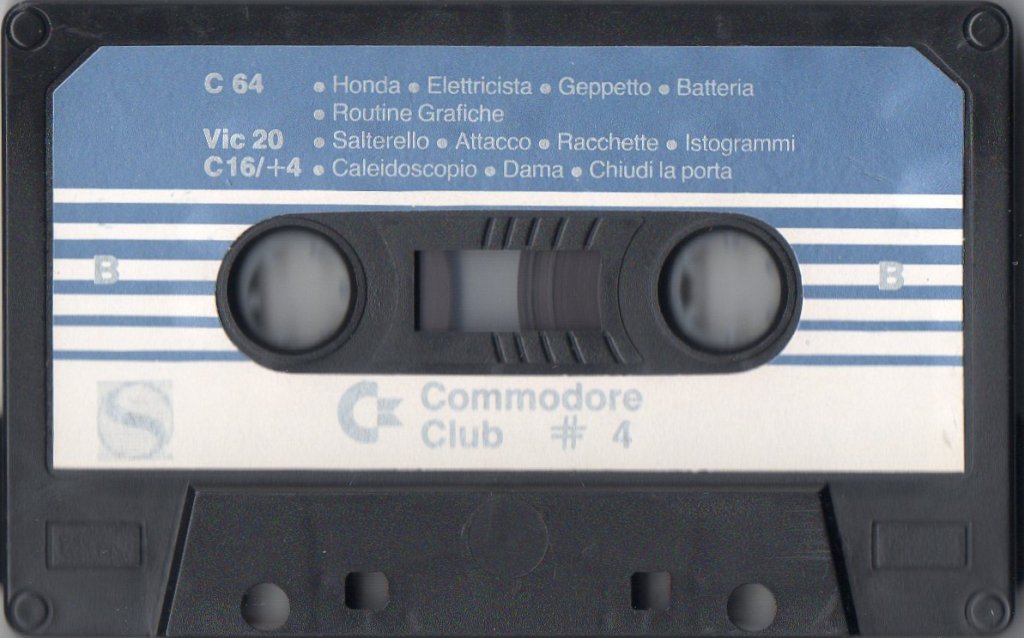 C 64 • Honda • Elettricista • Geppetto • Batteria
• Routine Grafiche
Vic 20 • Salterello • Attacco • Racchette • Istogrammi
C16/+4 • Caleidoscopio • Dama • Chiudi la porta
B B
Commodore
Club # 4